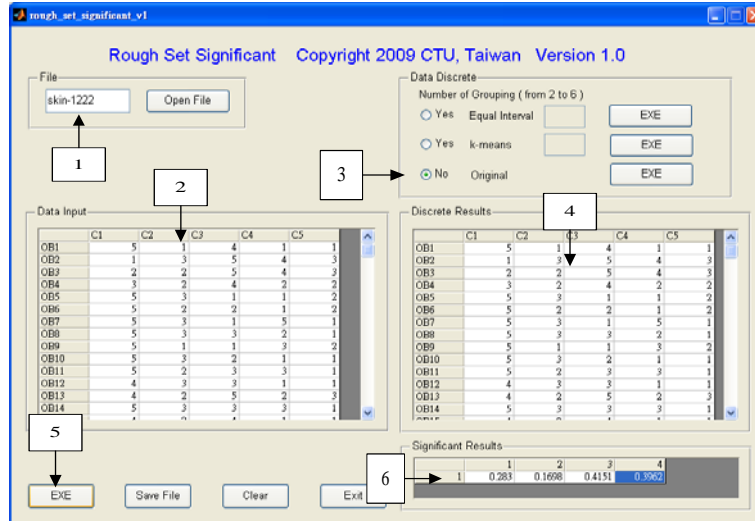 rough_set_significant_v1
Rough Set Significant Copyright 2009 CTU, Taiwan Version 1.0
File
skin-1222
Open File
1
Data Discrete
Number of Grouping ( from 2 to 6 )
Yes Equal Interval EXE
Yes k-means EXE
3
No Original EXE
2
Data Input
C1 C2 C3 C4 C5
OB1 5 1 4 1 1
OB2 1 3 5 4 3
OB3 2 2 5 4 3
OB4 3 2 4 2 2
OB5 5 3 1 1 2
OB6 5 2 2 1 2
OB7 5 3 1 5 1
OB8 5 3 3 2 1
OB9 5 1 1 3 2
OB10 5 3 2 1 1
OB11 5 2 3 3 1
OB12 4 3 3 1 1
OB13 4 2 5 2 3
OB14 5 3 3 3 1
4
Discrete Results
C1 C2 C3 C4 C5
OB1 5 1 4 1 1
OB2 1 3 5 4 3
OB3 2 2 5 4 3
OB4 3 2 4 2 2
OB5 5 3 1 1 2
OB6 5 2 2 1 2
OB7 5 3 1 5 1
OB8 5 3 3 2 1
OB9 5 1 1 3 2
OB10 5 3 2 1 1
OB11 5 2 3 3 1
OB12 4 3 3 1 1
OB13 4 2 5 2 3
OB14 5 3 3 3 1
5
EXE
Save File
Clear
Exit
Significant Results
1 2 3 4
6
1 0.283 0.1698 0.4151 0.3962